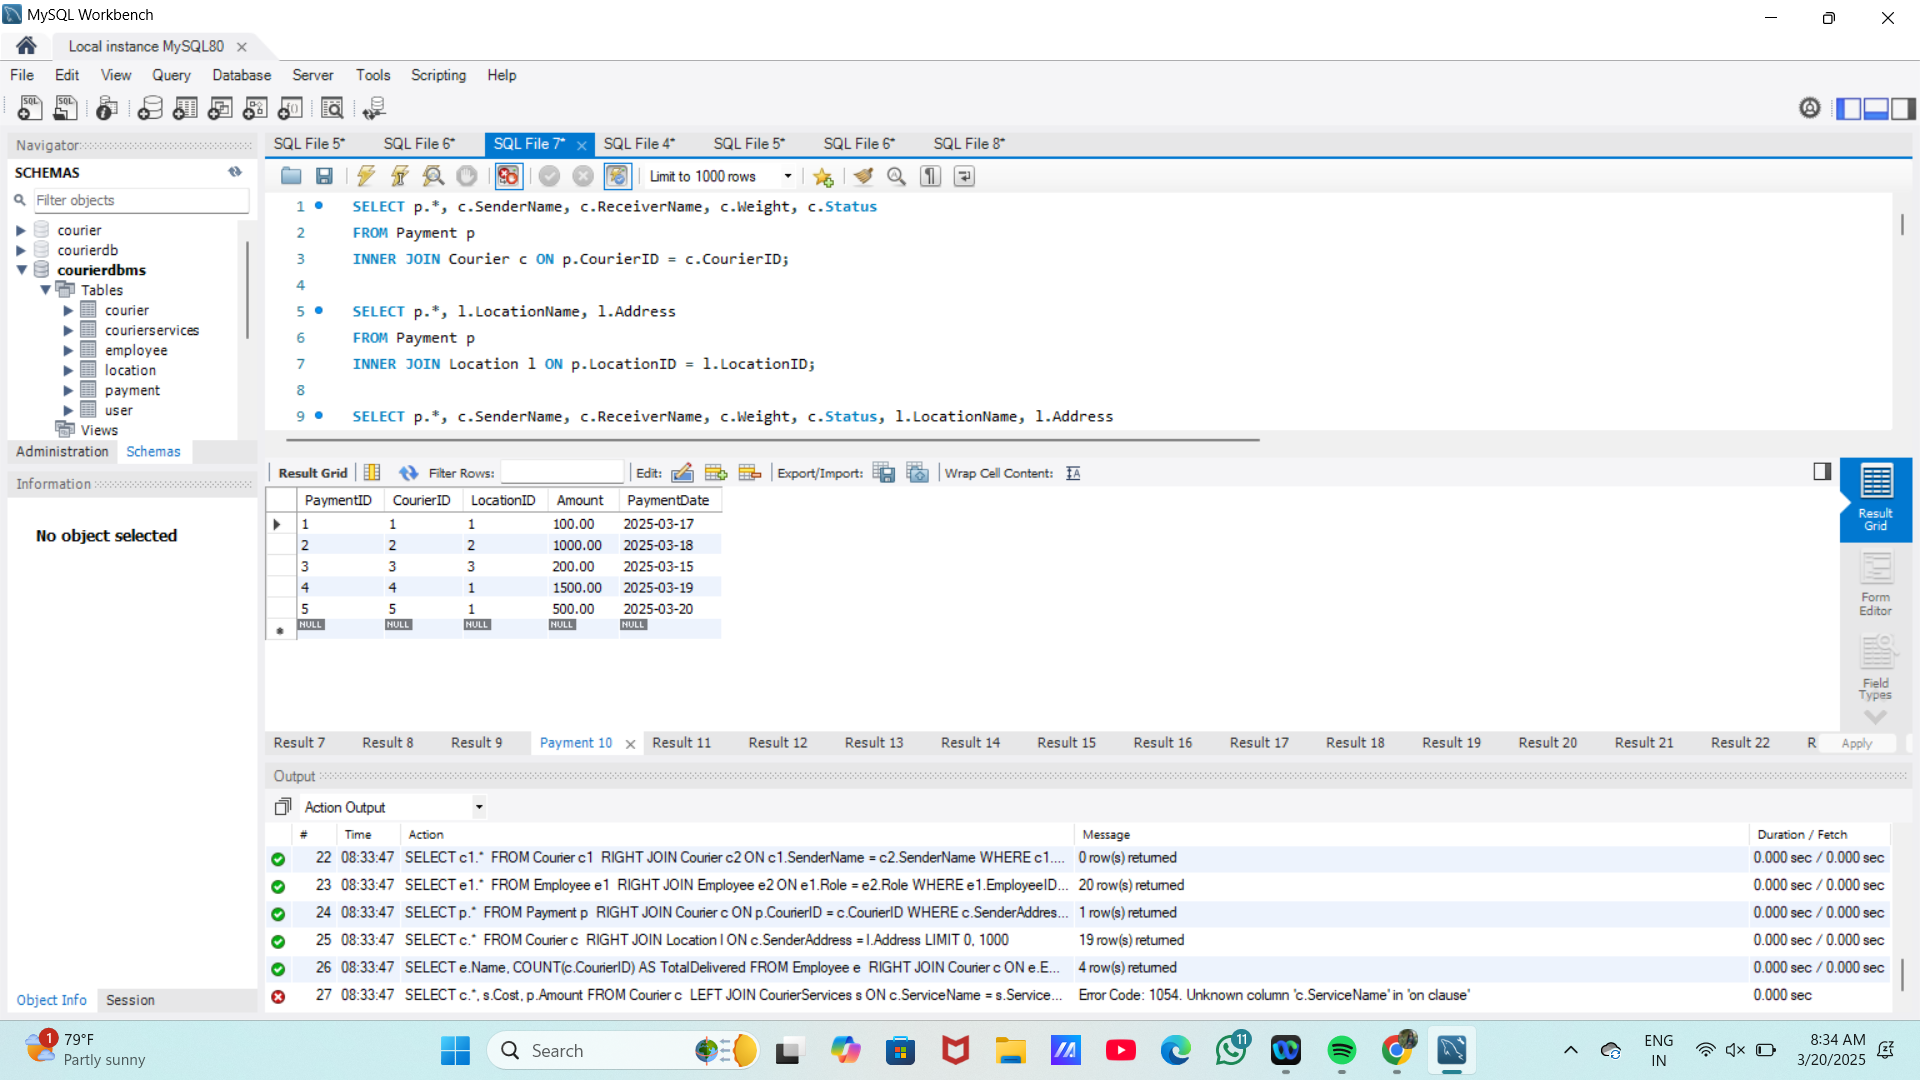 MySQL Workbench
Local instance MySQL80
File Edit View Query Database Server Tools Scripting Help
Navigator
SCHEMAS
Filter objects
courier
courierdb
courierdbms
Tables
courier
courierservices
employee
location
payment
user
Views
Administration Schemas
Information
No object selected
Object Info Session
SQL File 5* SQL File 6* SQL File 7* SQL File 4* SQL File 5* SQL File 6* SQL File 8*
Limit to 1000 rows
1 SELECT p.*, c.SenderName, c.ReceiverName, c.Weight, c.Status
2 FROM Payment p
3 INNER JOIN Courier c ON p.CourierID = c.CourierID;
4
5 SELECT p.*, l.LocationName, l.Address
6 FROM Payment p
7 INNER JOIN Location l ON p.LocationID = l.LocationID;
8
9 SELECT p.*, c.SenderName, c.ReceiverName, c.Weight, c.Status, l.LocationName, l.Address
Result Grid Filter Rows: Edit: Export/Import: Wrap Cell Content:
PaymentID CourierID LocationID Amount PaymentDate
1 1 1 100.00 2025-03-17
2 2 2 1000.00 2025-03-18
3 3 3 200.00 2025-03-15
4 4 1 1500.00 2025-03-19
5 5 1 500.00 2025-03-20
NULL NULL NULL NULL NULL
Result Grid
Form Editor
Field Types
Result 7 Result 8 Result 9 Payment 10 Result 11 Result 12 Result 13 Result 14 Result 15 Result 16 Result 17 Result 18 Result 19 Result 20 Result 21 Result 22 R Apply
Output
Action Output
# Time Action Message Duration / Fetch
22 08:33:47 SELECT c1.* FROM Courier c1 RIGHT JOIN Courier c2 ON c1.SenderName = c2.SenderName WHERE c1.... 0 row(s) returned 0.000 sec / 0.000 sec
23 08:33:47 SELECT e1.* FROM Employee e1 RIGHT JOIN Employee e2 ON e1.Role = e2.Role WHERE e1.EmployeeID... 20 row(s) returned 0.000 sec / 0.000 sec
24 08:33:47 SELECT p.* FROM Payment p RIGHT JOIN Courier c ON p.CourierID = c.CourierID WHERE c.SenderAddres... 1 row(s) returned 0.000 sec / 0.000 sec
25 08:33:47 SELECT c.* FROM Courier c RIGHT JOIN Location l ON c.SenderAddress = l.Address LIMIT 0, 1000 19 row(s) returned 0.000 sec / 0.000 sec
26 08:33:47 SELECT e.Name, COUNT(c.CourierID) AS TotalDelivered FROM Employee e RIGHT JOIN Courier c ON e.E... 4 row(s) returned 0.000 sec / 0.000 sec
27 08:33:47 SELECT c.*, s.Cost, p.Amount FROM Courier c LEFT JOIN CourierServices s ON c.ServiceName = s.Service... Error Code: 1054. Unknown column 'c.ServiceName' in 'on clause' 0.000 sec
1
79°F
Partly sunny
Search
11
ENG
IN
8:34 AM
3/20/2025